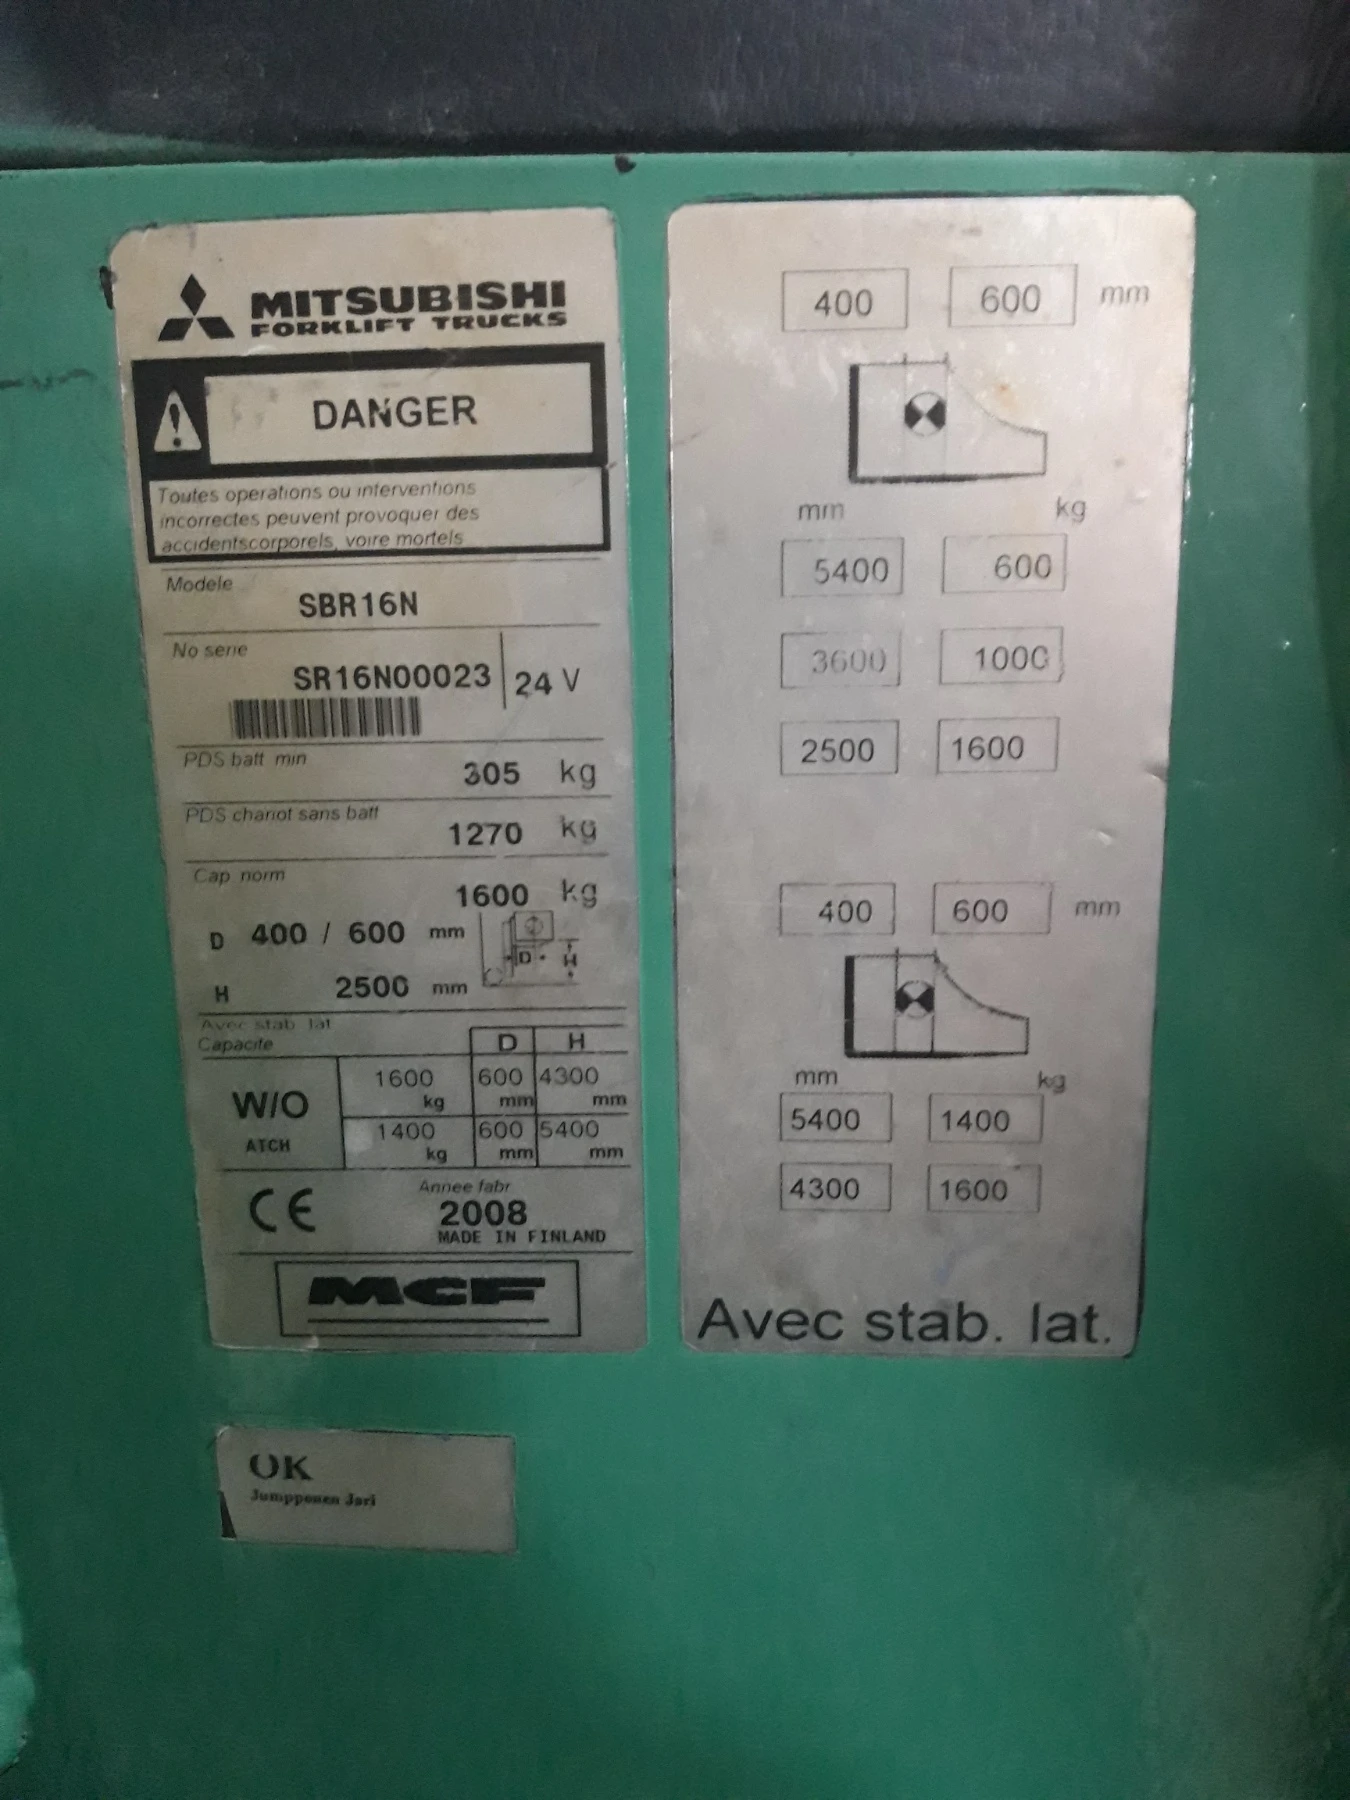 MITSUBISHI
FORKLIFT TRUCKS
DANGER
Toutes operations ou interventions
incorrectes peuvent provoquer des
accidentscorporels, voire mortels
Modele
SBR16N
No serie
SR16N00023 24 V
PDS batt min
305 kg
PDS chariot sans batt
1270 kg
Cap norm
1600 kg
D 400 / 600 mm
D H
H 2500 mm
Avec stab lat
Capacite D H
W/O ATCH
1600 kg 600 mm 4300 mm
1400 kg 600 mm 5400 mm
CE
Annee fabr
2008
MADE IN FINLAND
MCF
400 600 mm
mm kg
5400 600
3600 1000
2500 1600
400 600 mm
mm kg
5400 1400
4300 1600
Avec stab. lat.
OK
Jumpponen Jari